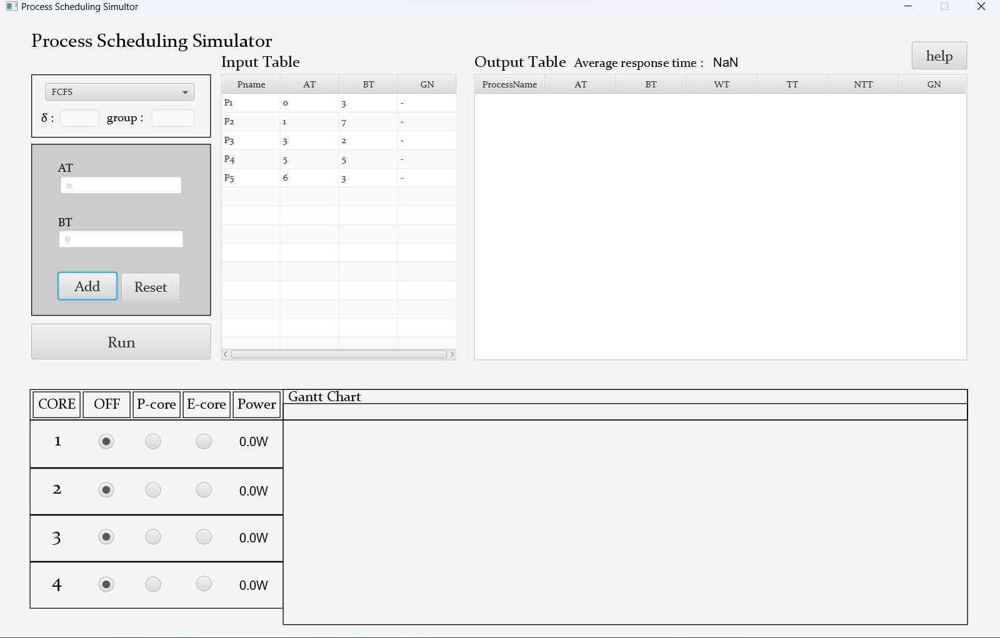 Process Scheduling Simultor
Process Scheduling Simulator
help
Input Table
Output Table Average response time : NaN
FCFS
δ : group :
AT
0
BT
0
Add Reset
Run
Pname AT BT GN
P1 0 3 -
P2 1 7 -
P3 3 2 -
P4 5 5 -
P5 6 3 -
ProcessName AT BT WT TT NTT GN
CORE OFF P-core E-core Power
Gantt Chart
1 0.0W
2 0.0W
3 0.0W
4 0.0W